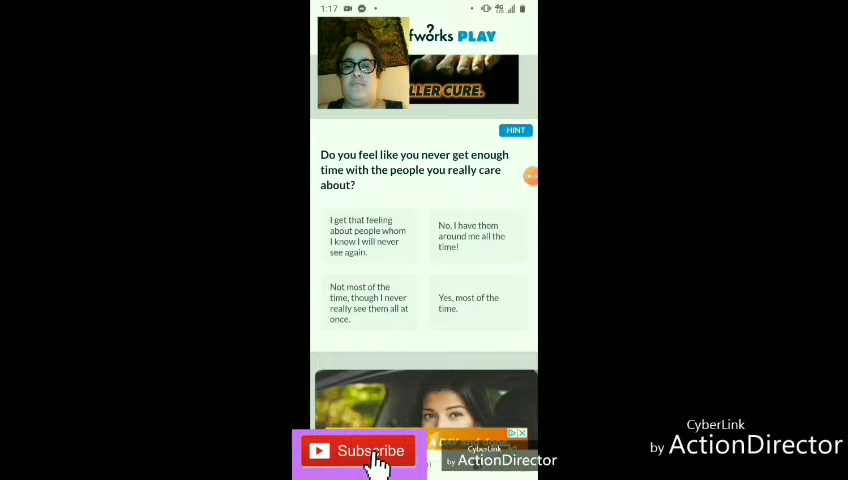 1:17
fworks PLAY
LLER CURE.
HINT
Do you feel like you never get enough
time with the people you really care
about?
I get that feeling
about people whom
I know I will never
see again.
No, I have them
around me all the
time!
Not most of the
time, though I never
really see them all at
once.
Yes, most of the
time.
Subscribe
CyberLink
by ActionDirector
CyberLink
by ActionDirector